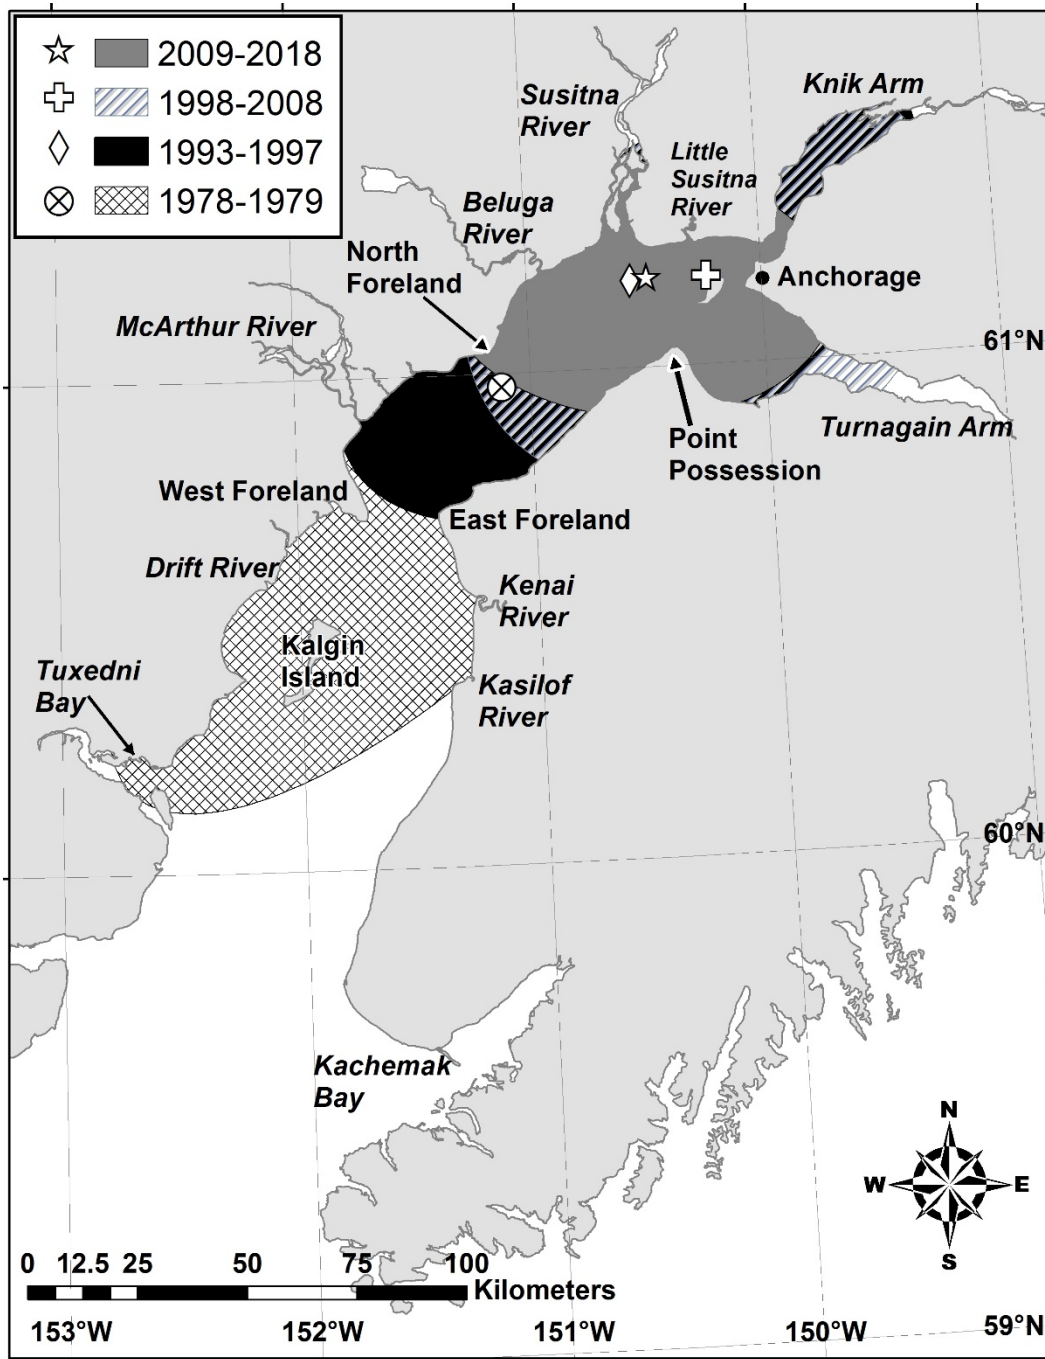 2009-2018
1998-2008
1993-1997
1978-1979
Knik Arm
Susitna
River
Little
Susitna
River
Beluga
River
North
Foreland
Anchorage
McArthur River
61°N
Turnagain Arm
Point
Possession
West Foreland
East Foreland
Drift River
Kenai
River
Kalgin
Island
Tuxedni
Bay
Kasilof
River
60°N
Kachemak
Bay
N
W
E
S
0 12.5 25 50 75 100
Kilometers
153°W 152°W 151°W 150°W
59°N